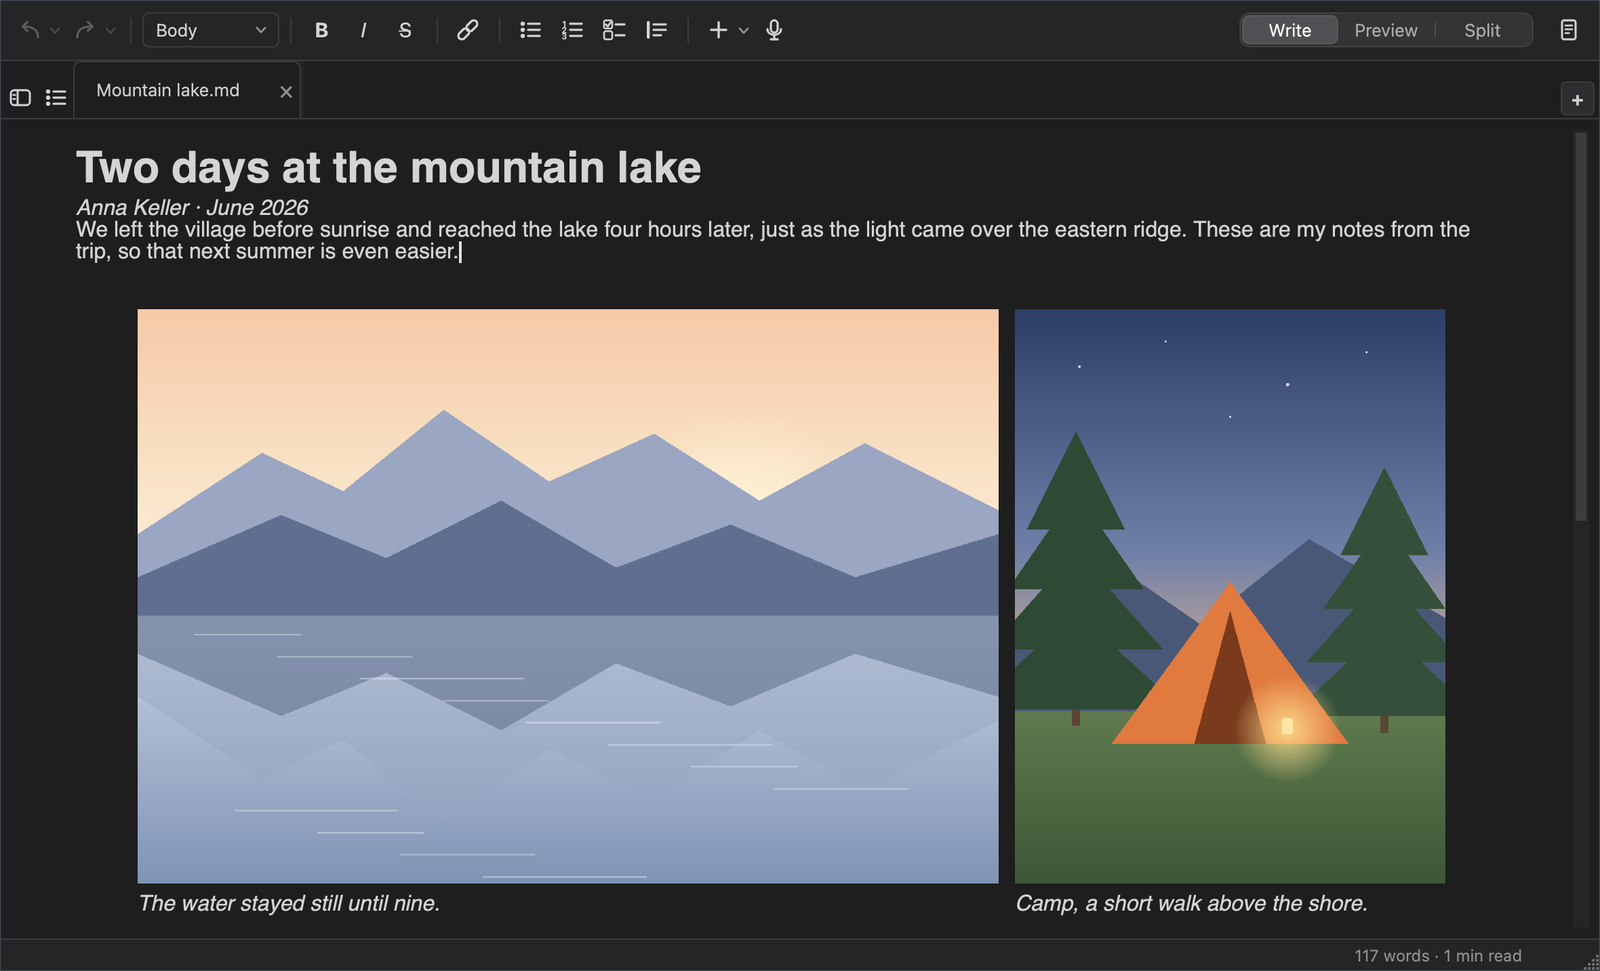 Body
B I S
Write Preview Split
Mountain lake.md
Two days at the mountain lake
Anna Keller · June 2026
We left the village before sunrise and reached the lake four hours later, just as the light came over the eastern ridge. These are my notes from the
trip, so that next summer is even easier.
The water stayed still until nine.
Camp, a short walk above the shore.
117 words · 1 min read